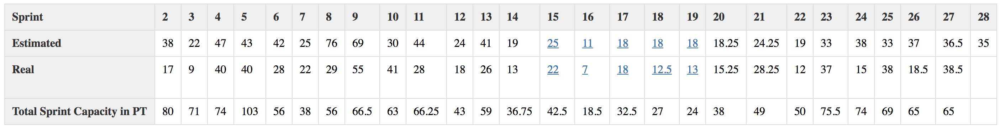 Sprint 2 3 4 5 6 7 8 9 10 11 12 13 14 15 16 17 18 19 20 21 22 23 24 25 26 27 28
Estimated 38 22 47 43 42 25 76 69 30 44 24 41 19 25 11 18 18 18 18.25 24.25 19 33 38 33 37 36.5 35
Real 17 9 40 40 28 22 29 55 41 28 18 26 13 22 7 18 12.5 13 15.25 28.25 12 37 15 38 18.5 38.5
Total Sprint Capacity in PT 80 71 74 103 56 38 56 66.5 63 66.25 43 59 36.75 42.5 18.5 32.5 27 24 38 49 50 75.5 74 69 65 65